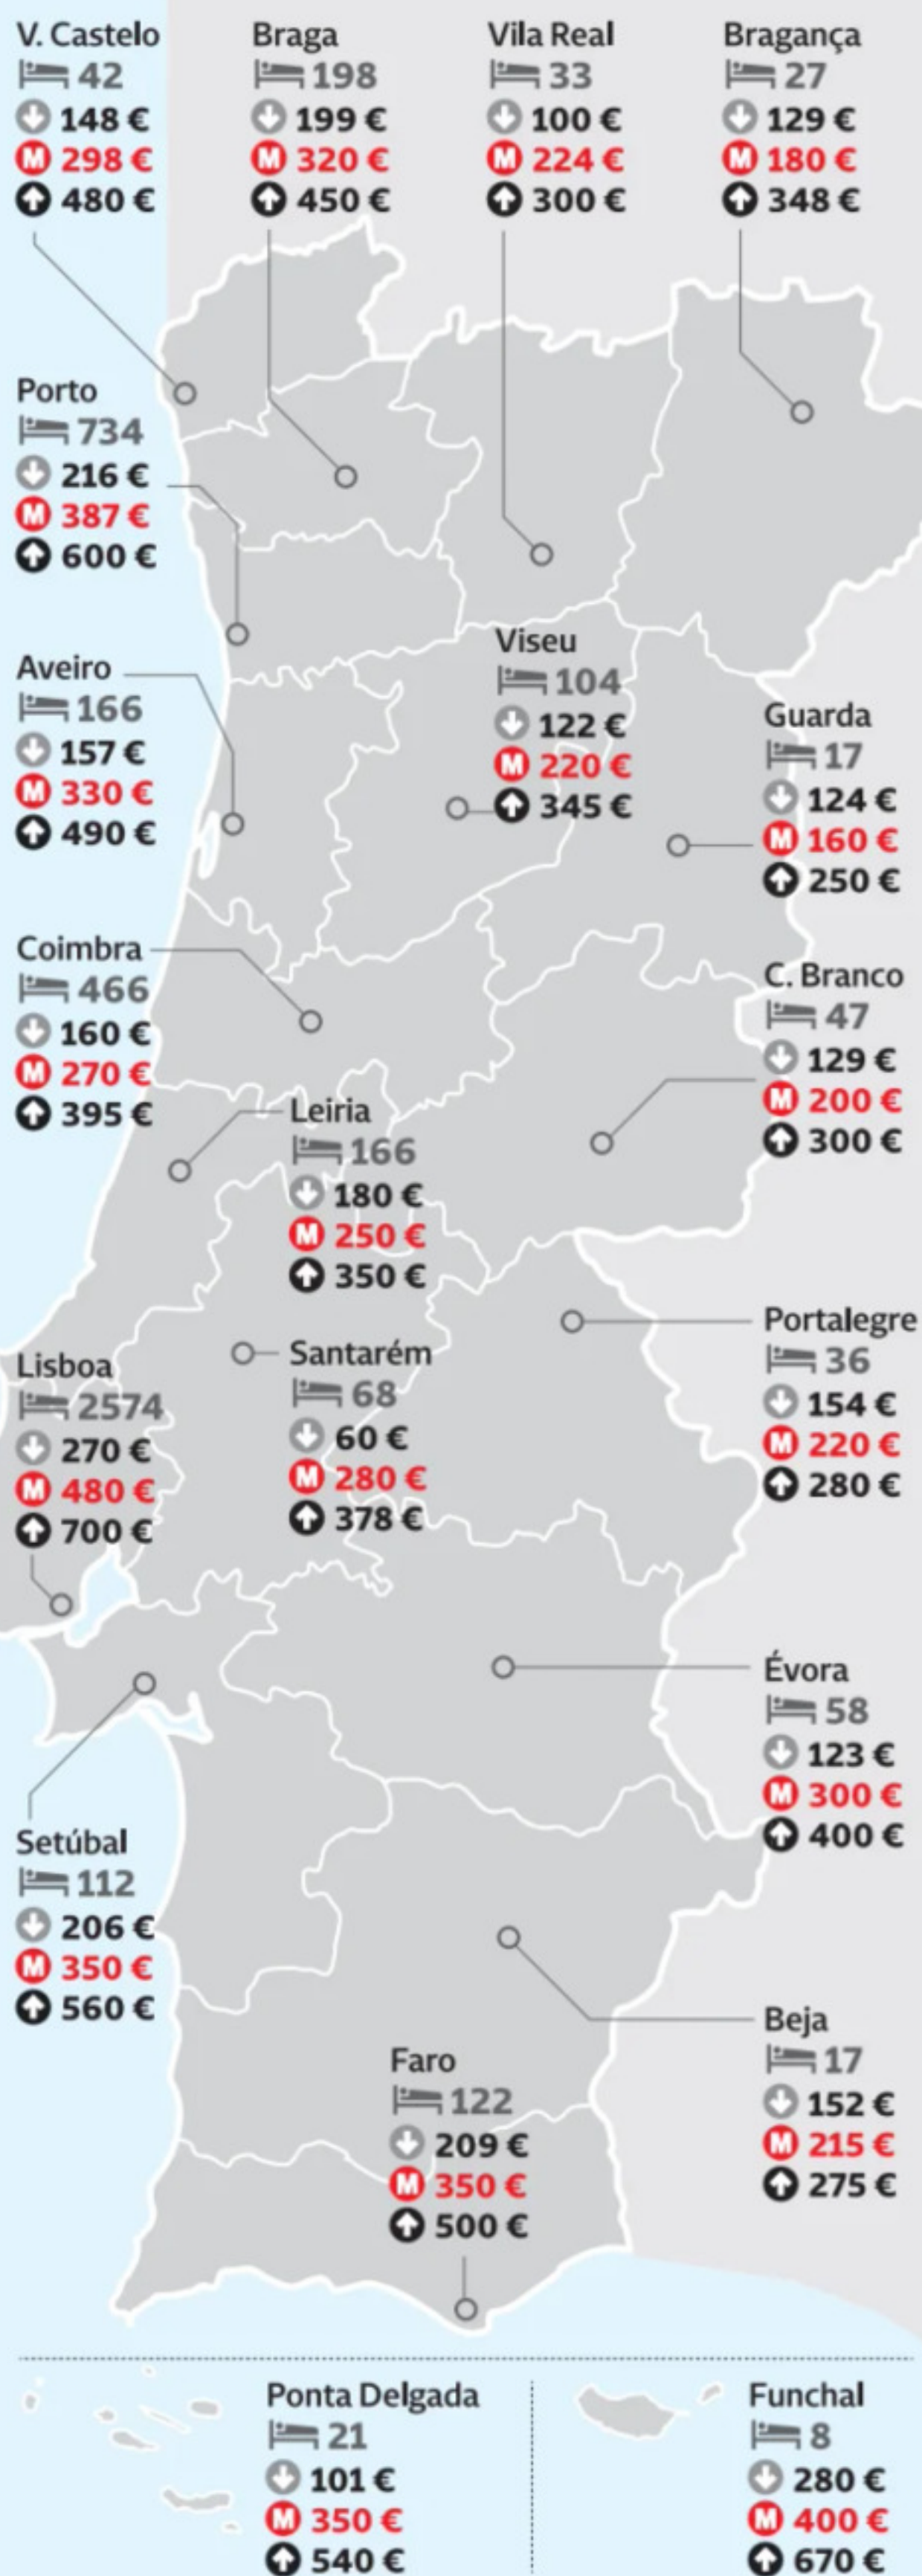 V. Castelo
42
148 €
M 298 €
480 €
Braga
198
199 €
M 320 €
450 €
Vila Real
33
100 €
M 224 €
300 €
Bragança
27
129 €
M 180 €
348 €
Porto
734
216 €
M 387 €
600 €
Viseu
104
122 €
M 220 €
345 €
Aveiro
166
157 €
M 330 €
490 €
Guarda
17
124 €
M 160 €
250 €
Coimbra
466
160 €
M 270 €
395 €
C. Branco
47
129 €
M 200 €
300 €
Leiria
166
180 €
M 250 €
350 €
Portalegre
36
154 €
M 220 €
280 €
Lisboa
2574
270 €
M 480 €
700 €
Santarém
68
60 €
M 280 €
378 €
Évora
58
123 €
M 300 €
400 €
Setúbal
112
206 €
M 350 €
560 €
Beja
17
152 €
M 215 €
275 €
Faro
122
209 €
M 350 €
500 €
Ponta Delgada
21
101 €
M 350 €
540 €
Funchal
8
280 €
M 400 €
670 €